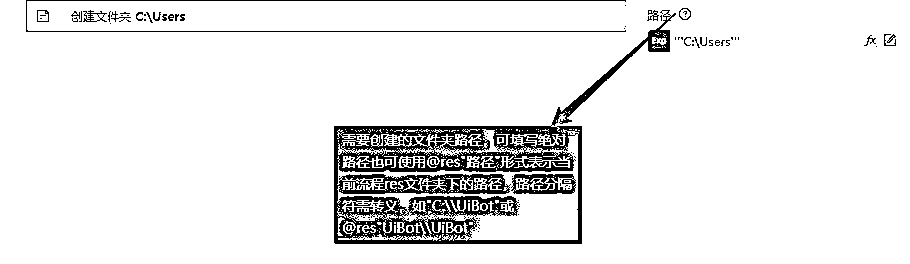 创建文件夹 C:\Users
路径
Exp '''C:\Users'''
fx
需要创建的文件夹路径，可填写绝对
路径也可使用@res"路径"形式表示当
前流程res文件夹下的路径，路径分隔
符需转义，如"C:\\UiBot"或
@res"UiBot\\UiBot"